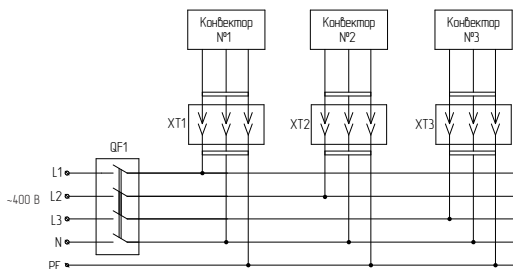 Конвектор
№1
Конвектор
№2
Конвектор
№3
XT1
XT2
XT3
QF1
L1
~400 В
L2
L3
N
PE